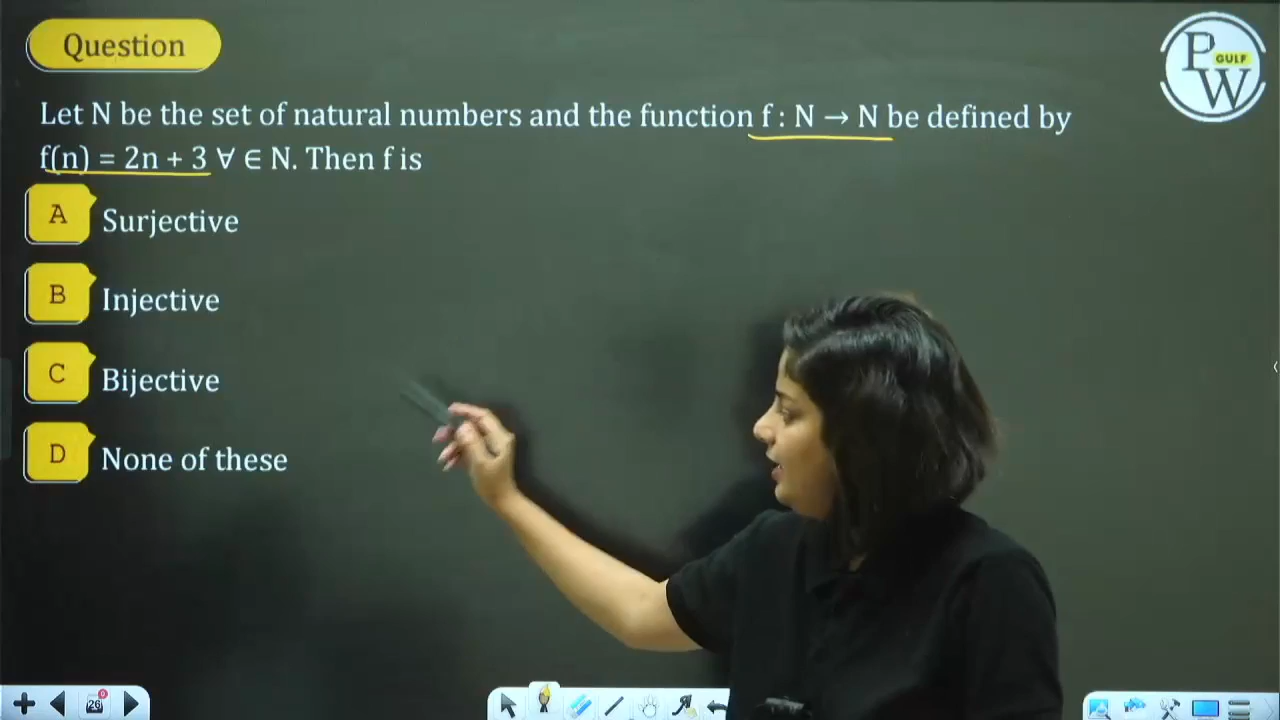 Question
P
GULF
W
Let N be the set of natural numbers and the function f : N → N be defined by
f(n) = 2n + 3 ∀ ∈ N. Then f is
A Surjective
B Injective
C Bijective
D None of these
26